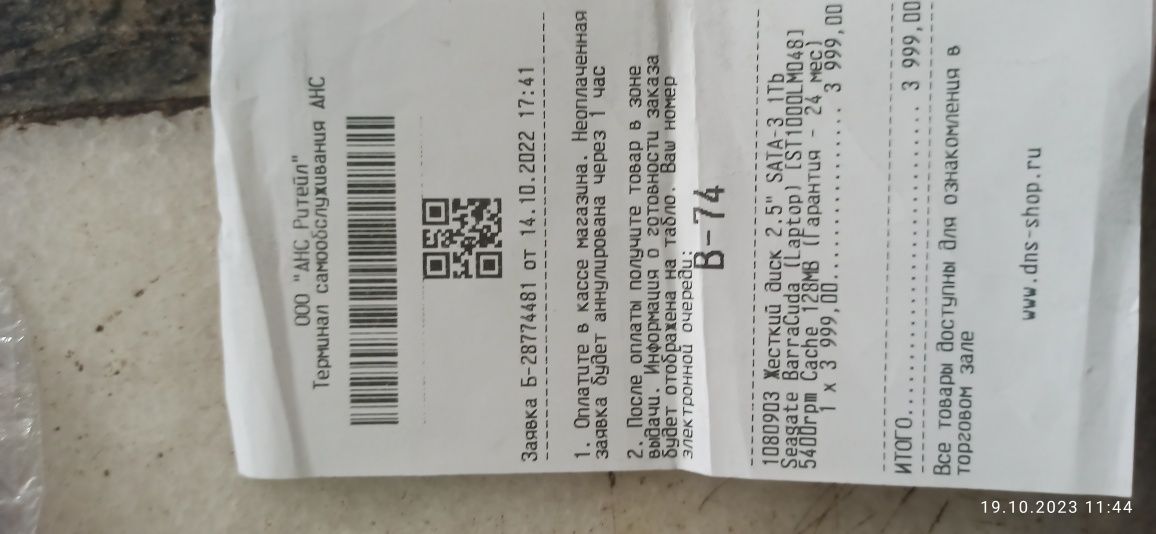 ООО "ДНС Ритейл"
Терминал самообслуживания ДНС
Заявка Б-28774481 от 14.10.2022 17:41
1. Оплатите в кассе магазина. Неоплаченная
заявка будет аннулирована через 1 час
2. После оплаты получите товар в зоне
выдачи. Информация о готовности заказа
будет отображена на табло. Ваш номер
электронной очереди:
В-74
1080903 Жесткий диск 2.5" SATA-3 1Tb
Seagate BarraCuda (Laptop) [ST1000LM048]
5400rpm Cache 128MB (Гарантия - 24 мес)
1 x 3 999,00.............. 3 999,00
ИТОГО...................... 3 999,00
Все товары доступны для ознакомления в
торговом зале
www.dns-shop.ru
19.10.2023 11:44